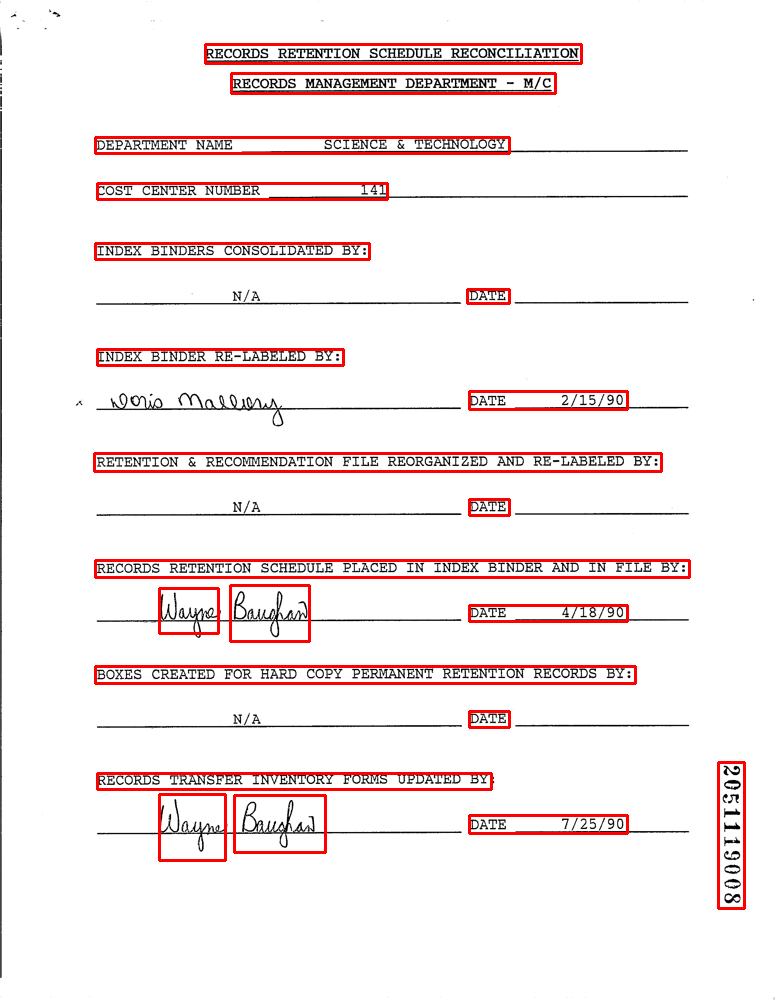 RECORDS RETENTION SCHEDULE RECONCILIATION
RECORDS MANAGEMENT DEPARTMENT - M/C
DEPARTMENT NAME SCIENCE & TECHNOLOGY
COST CENTER NUMBER 141
INDEX BINDERS CONSOLIDATED BY:
N/A DATE
INDEX BINDER RE-LABELED BY:
Doris Mallory DATE 2/15/90
RETENTION & RECOMMENDATION FILE REORGANIZED AND RE-LABELED BY:
N/A DATE
RECORDS RETENTION SCHEDULE PLACED IN INDEX BINDER AND IN FILE BY:
Wayne Baughan DATE 4/18/90
BOXES CREATED FOR HARD COPY PERMANENT RETENTION RECORDS BY:
N/A DATE
RECORDS TRANSFER INVENTORY FORMS UPDATED BY:
Wayne Baughan DATE 7/25/90
2051119008